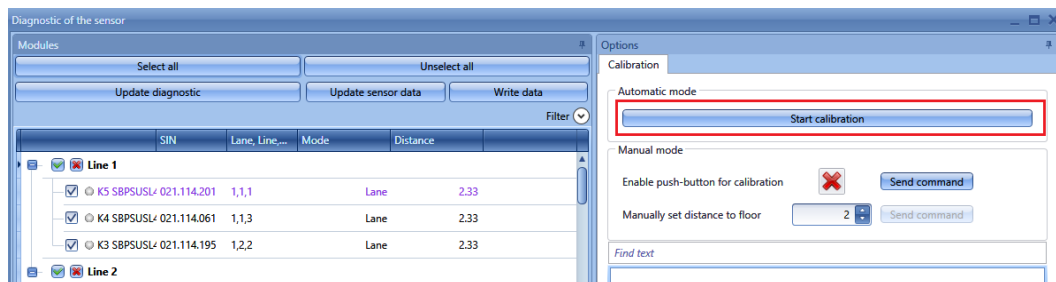 Diagnostic of the sensor
Modules
Select all
Unselect all
Update diagnostic
Update sensor data
Write data
Filter
SIN
Lane, Line,...
Mode
Distance
Line 1
K5 SBPSUSL 021.114.201 1,1,1 Lane 2.33
K4 SBPSUSL 021.114.061 1,1,3 Lane 2.33
K3 SBPSUSL 021.114.195 1,2,2 Lane 2.33
Line 2
Options
Calibration
Automatic mode
Start calibration
Manual mode
Enable push-button for calibration
Send command
Manually set distance to floor
2
Send command
Find text